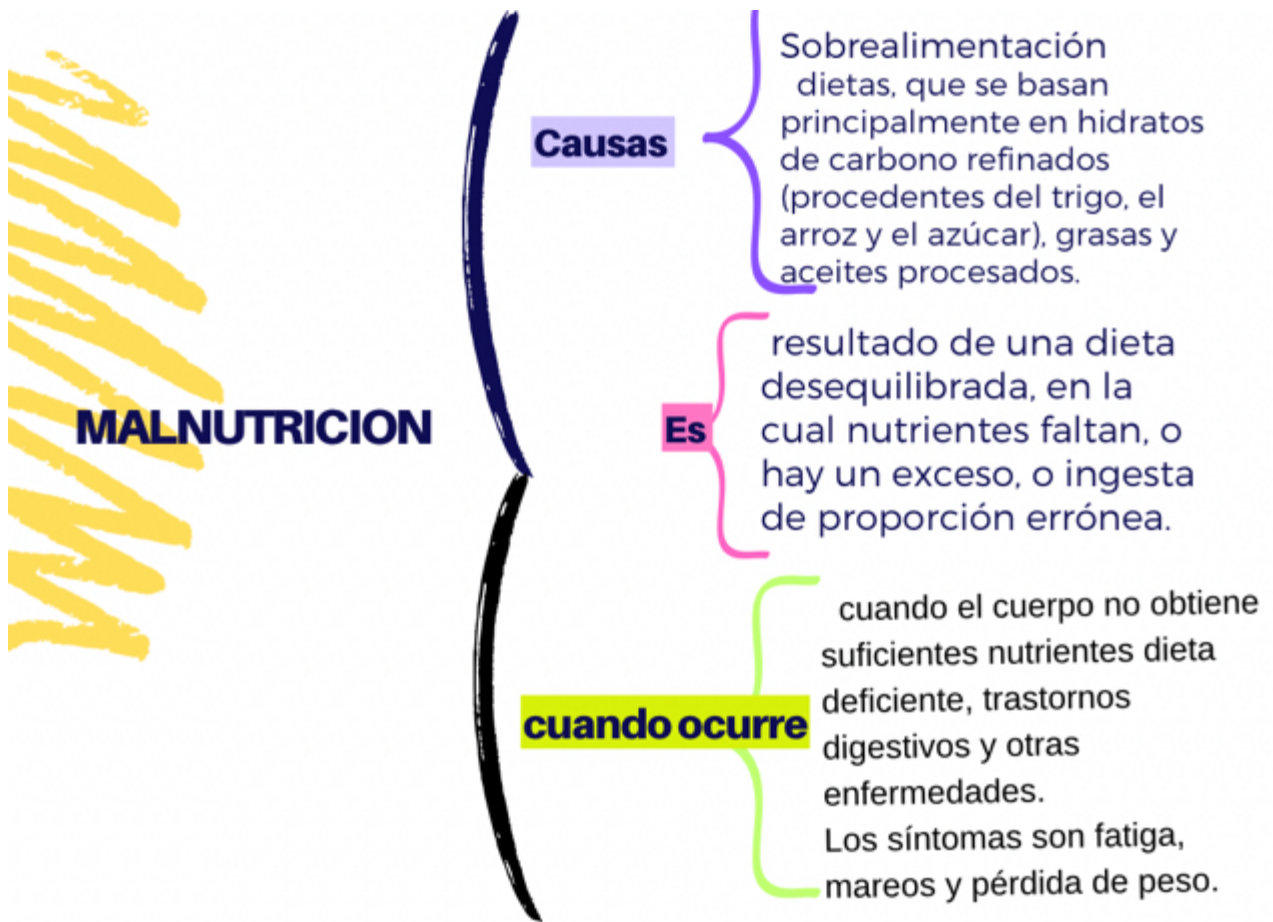 MALNUTRICION
Causas
Sobrealimentación
dietas, que se basan
principalmente en hidratos
de carbono refinados
(procedentes del trigo, el
arroz y el azúcar), grasas y
aceites procesados.
Es
resultado de una dieta
desequilibrada, en la
cual nutrientes faltan, o
hay un exceso, o ingesta
de proporción errónea.
cuando ocurre
cuando el cuerpo no obtiene
suficientes nutrientes dieta
deficiente, trastornos
digestivos y otras
enfermedades.
Los síntomas son fatiga,
mareos y pérdida de peso.